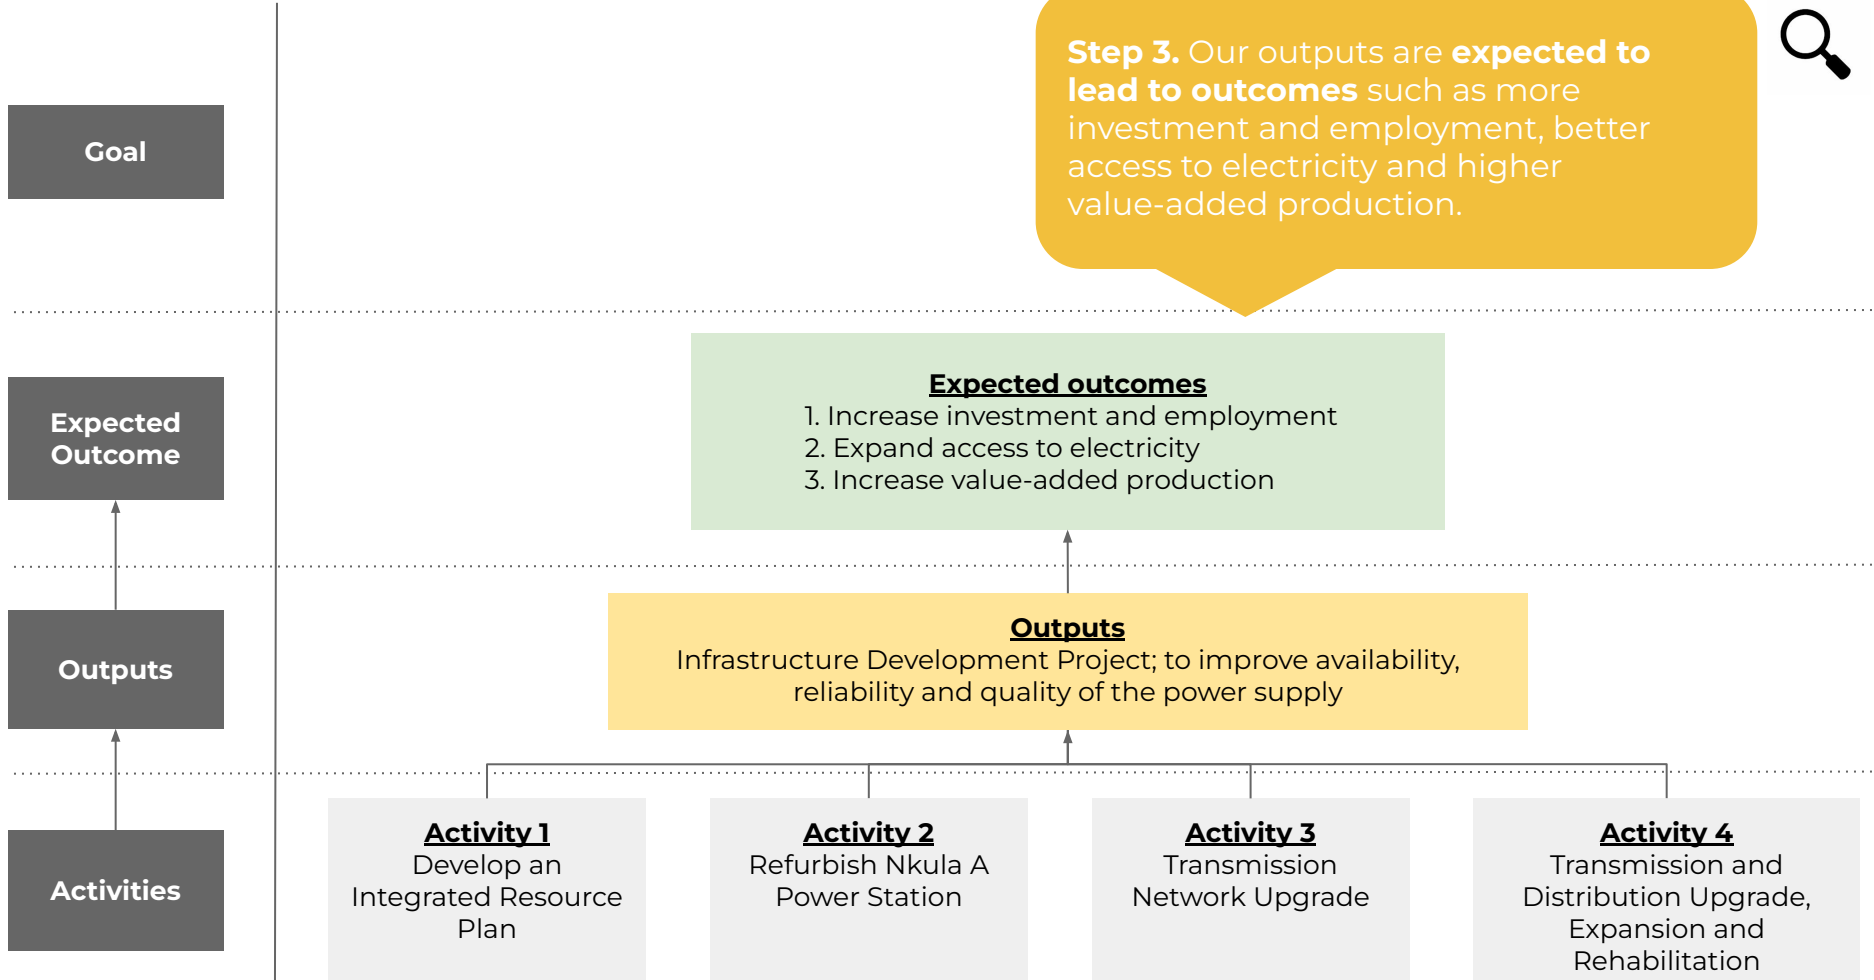 Step 3. Our outputs are expected to
lead to outcomes such as more
investment and employment, better
access to electricity and higher
value-added production.
Goal
Expected
Outcome
Expected outcomes
1. Increase investment and employment
2. Expand access to electricity
3. Increase value-added production
Outputs
Outputs
Infrastructure Development Project; to improve availability,
reliability and quality of the power supply
Activities
Activity 1
Develop an
Integrated Resource
Plan
Activity 2
Refurbish Nkula A
Power Station
Activity 3
Transmission
Network Upgrade
Activity 4
Transmission and
Distribution Upgrade,
Expansion and
Rehabilitation